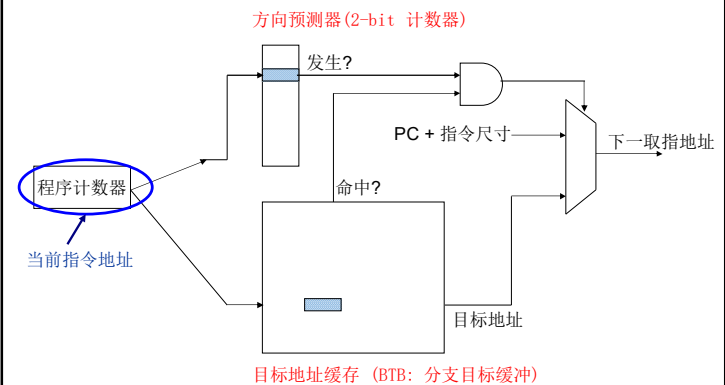 方向预测器(2-bit 计数器)
发生?
PC + 指令尺寸
下一取指地址
程序计数器
命中?
当前指令地址
目标地址
目标地址缓存 (BTB: 分支目标缓冲)